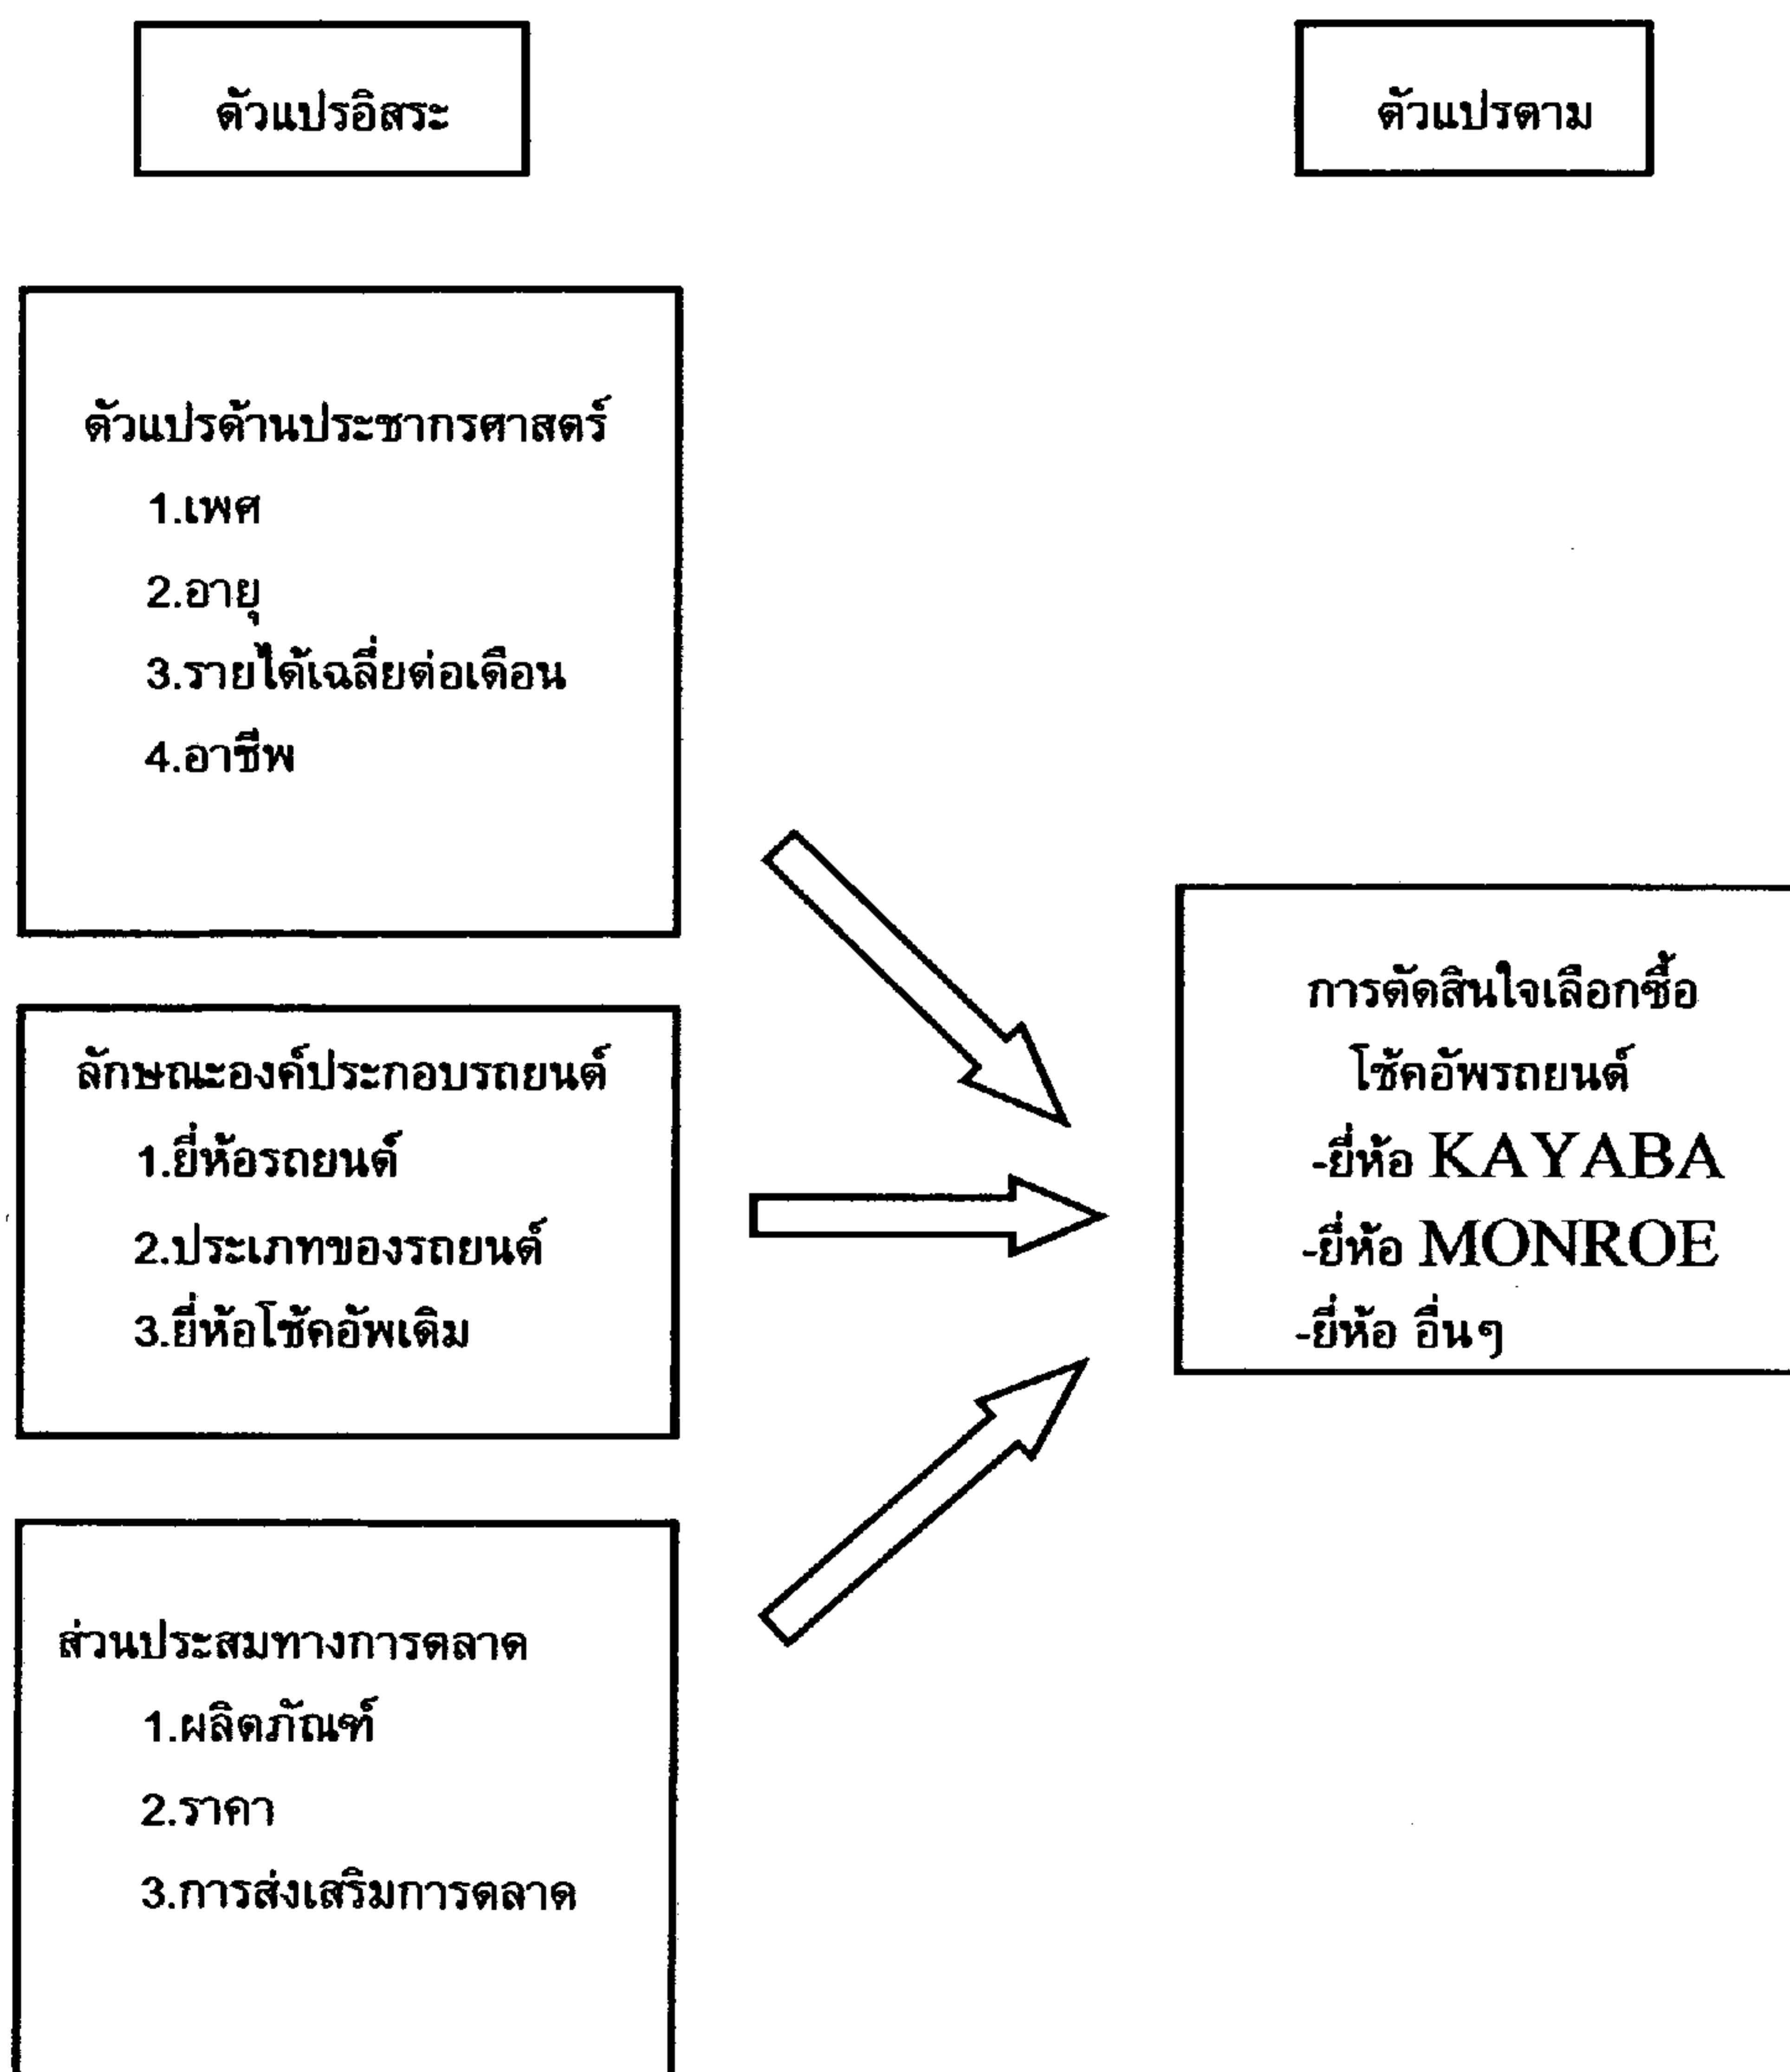 ตัวแปรอิสระ
ตัวแปรตาม
ตัวแปรด้านประชากรศาสตร์
1.เพศ
2.อายุ
3.รายได้เฉลี่ยต่อเดือน
4.อาชีพ
ลักษณะองค์ประกอบรถยนต์
1.ยี่ห้อรถยนต์
2.ประเภทของรถยนต์
3.ยี่ห้อโช้คอัพเดิม
ส่วนประสมทางการตลาด
1.ผลิตภัณฑ์
2.ราคา
3.การส่งเสริมการตลาด
การตัดสินใจเลือกซื้อ
โช้คอัพรถยนต์
-ยี่ห้อ KAYABA
-ยี่ห้อ MONROE
-ยี่ห้อ อื่นๆ